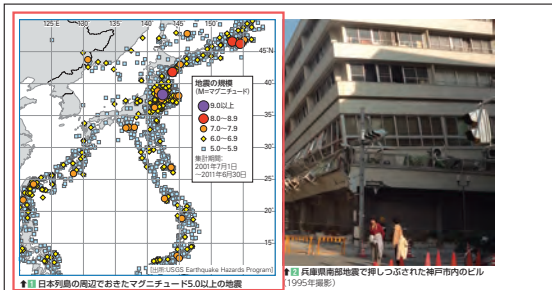 125 E
130°
135°
140°
145°
150°
45°N
40°
35°
25°
20°
15°
地震の規模
（M=マグニチュード）
9.0以上
8.0～8.9
7.0～7.9
6.0～6.9
5.0～5.9
集計期間:
2001年7月1日
～2011年6月30日
[出所:USGS Earthquake Hazards Program]
↑1 日本列島の周辺でおきたマグニチュード5.0以上の地震
↑2 兵庫県南部地震で押しつぶされた神戸市内のビル
（1995年撮影）